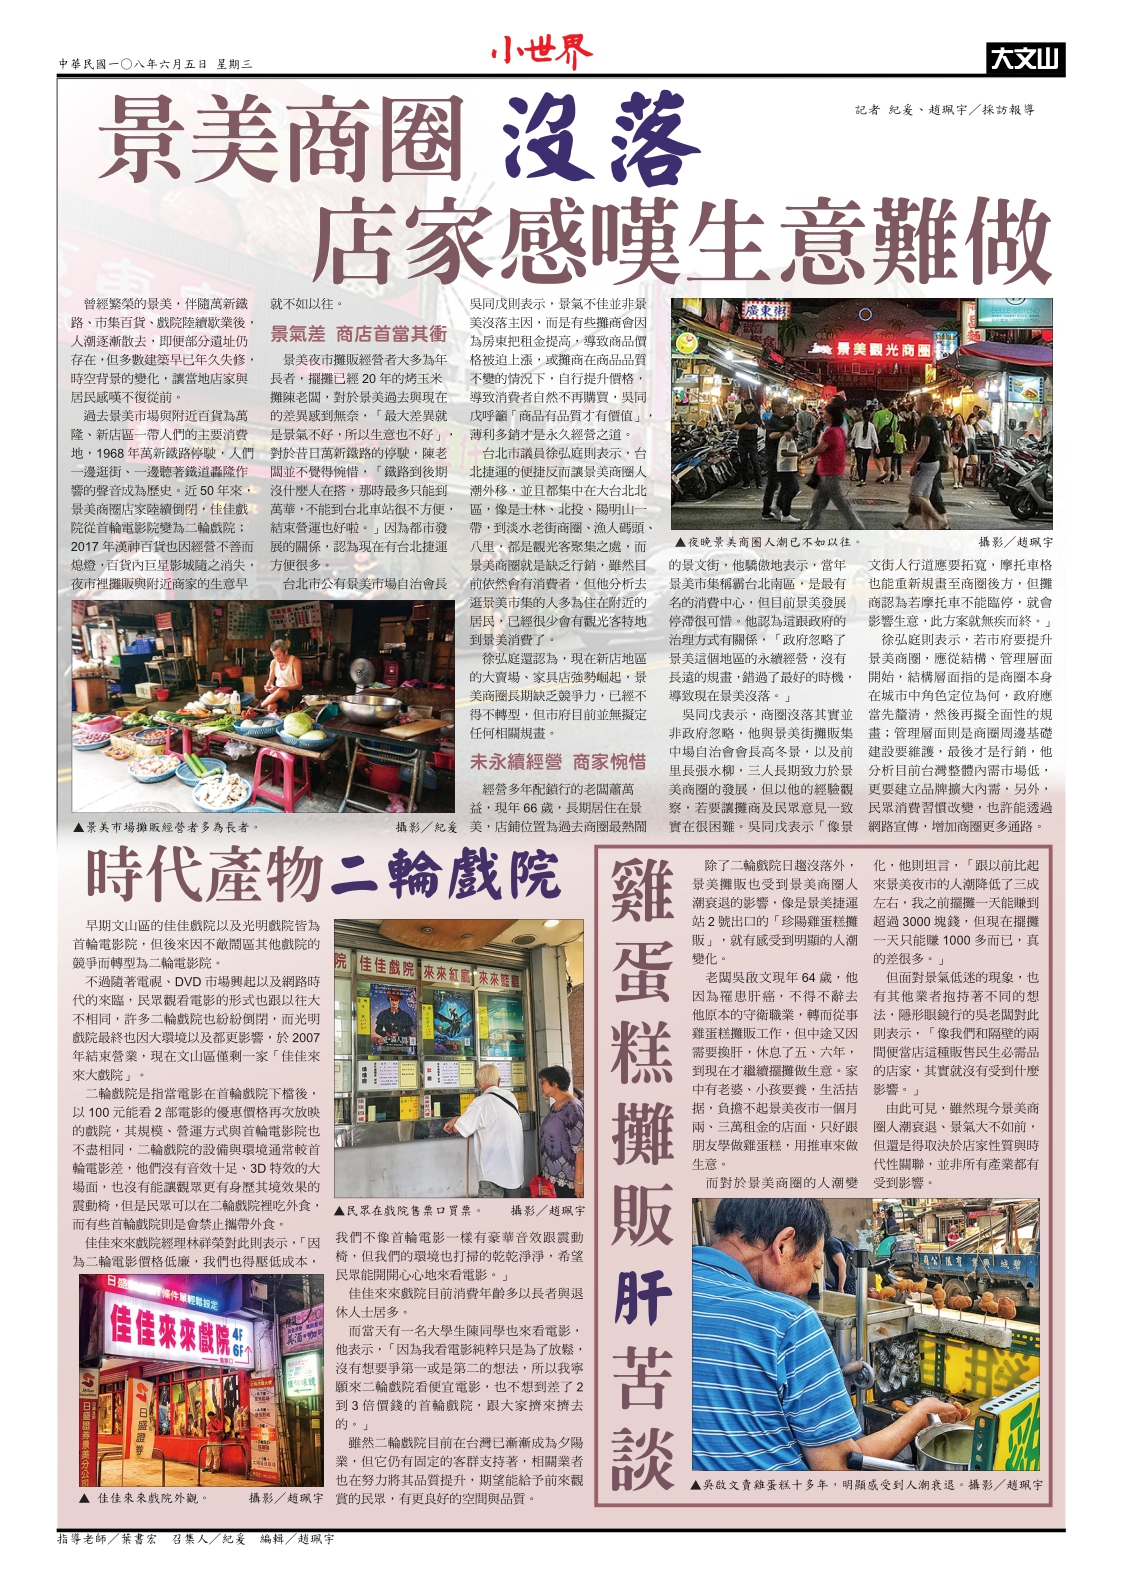 中華民國一〇八年六月五日 星期三
小世界
大文山
景美商圈 沒落
店家感嘆生意難做
記者 紀爰、趙珮宇／採訪報導
曾經繁榮的景美，伴隨萬新鐵
路、市集百貨、戲院陸續歇業後，
人潮逐漸散去，即便部分遺址仍
存在，但多數建築早已年久失修，
時空背景的變化，讓當地店家與
居民感嘆不復從前。
過去景美市場與附近百貨為萬
隆、新店區一帶人們的主要消費
地，1968 年萬新鐵路停駛，人們
一邊逛街、一邊聽著鐵道轟隆作
響的聲音成為歷史。近 50 年來，
景美商圈店家陸續倒閉，佳佳戲
院從首輪電影院變為二輪戲院；
2017 年漢神百貨也因經營不善而
熄燈，百貨內巨星影城隨之消失，
夜市裡攤販與附近商家的生意早
就不如以往。
景氣差 商店首當其衝
景美夜市攤販經營者大多為年
長者，擺攤已經 20 年的烤玉米
攤陳老闆，對於景美過去與現在
的差異感到無奈，「最大差異就
是景氣不好，所以生意也不好」，
對於昔日萬新鐵路的停駛，陳老
闆並不覺得惋惜，「鐵路到後期
沒什麼人在搭，那時最多只能到
萬華，不能到台北車站很不方便，
結束營運也好啦。」因為都市發
展的關係，認為現在有台北捷運
方便很多。
台北市公有景美市場自治會長
吳同戊則表示，景氣不佳並非景
美沒落主因，而是有些攤商會因
為房東把租金提高，導致商品價
格被迫上漲，或攤商在商品品質
不變的情況下，自行提升價格，
導致消費者自然不再購買，吳同
戊呼籲「商品有品質才有價值」，
薄利多銷才是永久經營之道。
台北市議員徐弘庭則表示，台
北捷運的便捷反而讓景美商圈人
潮外移，並且都集中在大台北北
區，像是士林、北投、陽明山一
帶，到淡水老街商圈、漁人碼頭、
八里，都是觀光客聚集之處，而
景美商圈就是缺乏行銷，雖然目
前依然會有消費者，但他分析去
逛景美市集的人多為住在附近的
居民，已經很少會有觀光客特地
到景美消費了。
徐弘庭還認為，現在新店地區
的大賣場、家具店強勢崛起，景
美商圈長期缺乏競爭力，已經不
得不轉型，但市府目前並無擬定
任何相關規畫。
未永續經營 商家惋惜
經營多年配鎖行的老闆蕭萬
益，現年 66 歲，長期居住在景
美，店鋪位置為過去商圈最熱鬧
廣東粥
景美觀光商圈
▲夜晚景美商圈人潮已不如以往。 攝影／趙珮宇
的景文街，他驕傲地表示，當年
景美市集稱霸台北南區，是最有
名的消費中心，但目前景美發展
停滯很可惜。他認為這跟政府的
治理方式有關係，「政府忽略了
景美這個地區的永續經營，沒有
長遠的規畫，錯過了最好的時機，
導致現在景美沒落。」
吳同戊表示，商圈沒落其實並
非政府忽略，他與景美街攤販集
中場自治會會長高冬景，以及前
里長張水柳，三人長期致力於景
美商圈的發展，但以他的經驗觀
察，若要讓攤商及民眾意見一致
實在很困難。吳同戊表示「像景
文街人行道應要拓寬，摩托車格
也能重新規畫至商圈後方，但攤
商認為若摩托車不能臨停，就會
影響生意，此方案就無疾而終。」
徐弘庭則表示，若市府要提升
景美商圈，應從結構、管理層面
開始，結構層面指的是商圈本身
在城市中角色定位為何，政府應
當先釐清，然後再擬全面性的規
畫；管理層面則是商圈周邊基礎
建設要維護，最後才是行銷，他
分析目前台灣整體內需市場低，
更要建立品牌擴大內需，另外，
民眾消費習慣改變，也許能透過
網路宣傳，增加商圈更多通路。
▲景美市場攤販經營者多為長者。 攝影／紀爰
時代產物二輪戲院
早期文山區的佳佳戲院以及光明戲院皆為
首輪電影院，但後來因不敵鬧區其他戲院的
競爭而轉型為二輪電影院。
不過隨著電視、DVD 市場興起以及網路時
代的來臨，民眾觀看電影的形式也跟以往大
不相同，許多二輪戲院也紛紛倒閉，而光明
戲院最終也因大環境以及都更影響，於 2007
年結束營業，現在文山區僅剩一家「佳佳來
來大戲院」。
二輪戲院是指當電影在首輪戲院下檔後，
以 100 元能看 2 部電影的優惠價格再次放映
的戲院，其規模、營運方式與首輪電影院也
不盡相同，二輪戲院的設備與環境通常較首
輪電影差，他們沒有音效十足、3D 特效的大
場面，也沒有能讓觀眾更有身歷其境效果的
震動椅，但是民眾可以在二輪戲院裡吃外食，
而有些首輪戲院則是會禁止攜帶外食。
佳佳來來戲院經理林祥榮對此則表示，「因
為二輪電影價格低廉，我們也得壓低成本，
日盛
條件單輕鬆設定
佳佳來來戲院 4F
6F
日盛證券
日盛證券景美分公司
▲ 佳佳來來戲院外觀。 攝影／趙珮宇
院 佳佳戲院 來來紅廳 來來藍廳
▲民眾在戲院售票口買票。 攝影／趙珮宇
我們不像首輪電影一樣有豪華音效跟震動
椅，但我們的環境也打掃的乾乾淨淨，希望
民眾能開開心心地來看電影。」
佳佳來來戲院目前消費年齡多以長者與退
休人士居多。
而當天有一名大學生陳同學也來看電影，
他表示，「因為我看電影純粹只是為了放鬆，
沒有想要爭第一或是第二的想法，所以我寧
願來二輪戲院看便宜電影，也不想到差了 2
到 3 倍價錢的首輪戲院，跟大家擠來擠去
的。」
雖然二輪戲院目前在台灣已漸漸成為夕陽
業，但它仍有固定的客群支持著，相關業者
也在努力將其品質提升，期望能給予前來觀
賞的民眾，有更良好的空間與品質。
雞蛋糕攤販肝苦談
除了二輪戲院日趨沒落外，
景美攤販也受到景美商圈人
潮衰退的影響，像是景美捷運
站 2 號出口的「珍陽雞蛋糕攤
販」，就有感受到明顯的人潮
變化。
老闆吳啟文現年 64 歲，他
因為罹患肝癌，不得不辭去
他原本的守衛職業，轉而從事
雞蛋糕攤販工作，但中途又因
需要換肝，休息了五、六年，
到現在才繼續擺攤做生意。家
中有老婆、小孩要養，生活拮
据，負擔不起景美夜市一個月
兩、三萬租金的店面，只好跟
朋友學做雞蛋糕，用推車來做
生意。
而對於景美商圈的人潮變
化，他則坦言，「跟以前比起
來景美夜市的人潮降低了三成
左右，我之前擺攤一天能賺到
超過 3000 塊錢，但現在擺攤
一天只能賺 1000 多而已，真
的差很多。」
但面對景氣低迷的現象，也
有其他業者抱持著不同的想
法，隱形眼鏡行的吳老闆對此
則表示，「像我們和隔壁的兩
間便當店這種販售民生必需品
的店家，其實就沒有受到什麼
影響。」
由此可見，雖然現今景美商
圈人潮衰退、景氣大不如前，
但還是得取決於店家性質與時
代性關聯，並非所有產業都有
受到影響。
▲吳啟文賣雞蛋糕十多年，明顯感受到人潮衰退。攝影／趙珮宇
指導老師／葉書宏 召集人／紀爰 編輯／趙珮宇